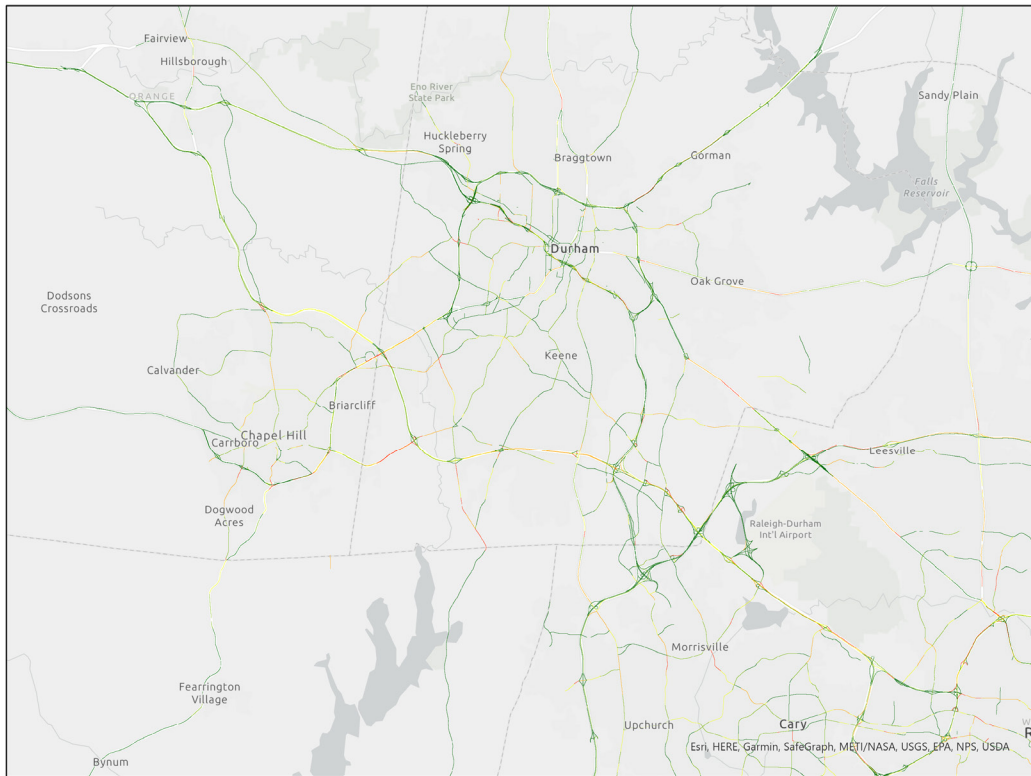 Fairview
Hillsborough
ORANGE
Eno River
State Park
Sandy Plain
Huckleberry
Spring
Braggtown
Gorman
Falls
Reservoir
Durham
Oak Grove
Dodsons
Crossroads
Keene
Calvander
Briarcliff
Chapel Hill
Carrboro
Leesville
Dogwood
Acres
Raleigh-Durham
Int'l Airport
Morrisville
Fearrington
Village
Upchurch
Cary
W
R
Esri, HERE, Garmin, SafeGraph, METI/NASA, USGS, EPA, NPS, USDA
Bynum